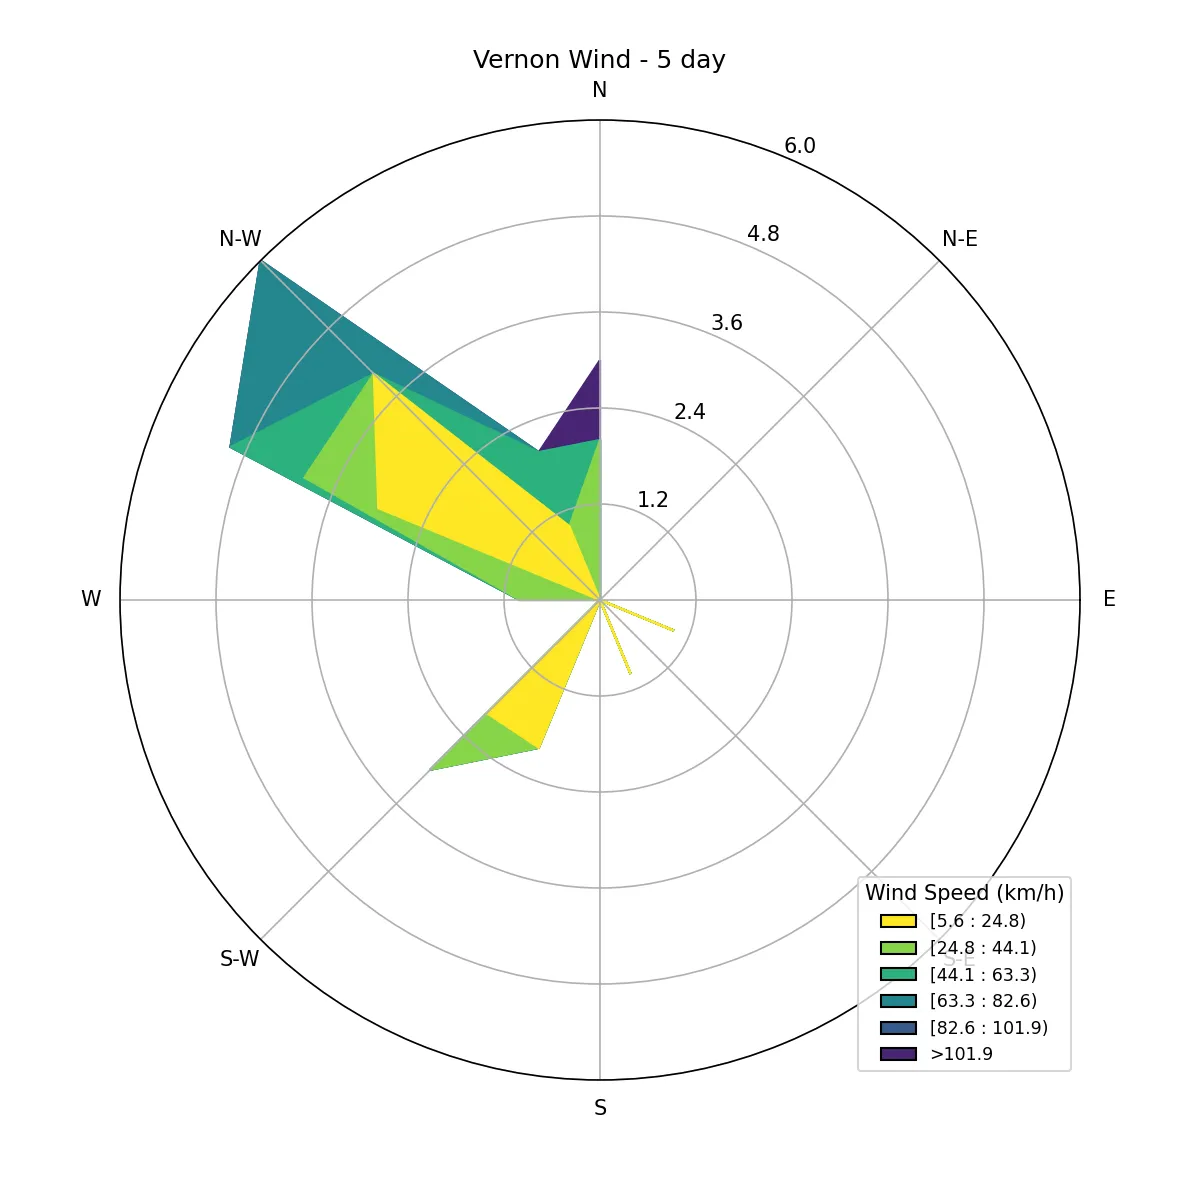 Vernon Wind - 5 day
N
6.0
N-W
N-E
4.8
3.6
2.4
1.2
W
E
S-W
S-E
Wind Speed (km/h)
[5.6 : 24.8)
[24.8 : 44.1)
[44.1 : 63.3)
[63.3 : 82.6)
[82.6 : 101.9)
>101.9
S